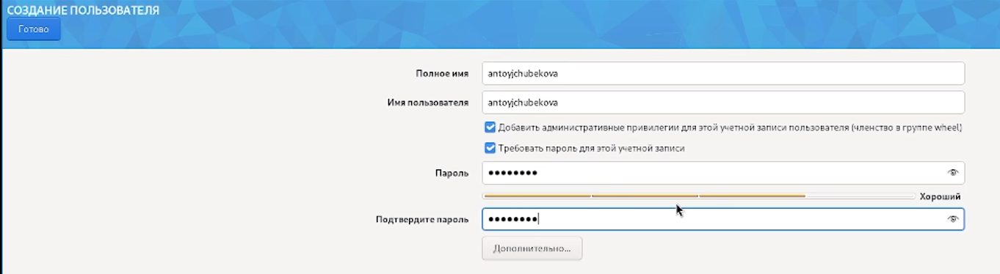 СОЗДАНИЕ ПОЛЬЗОВАТЕЛЯ
Готово
Полное имя antoyjchubekova
Имя пользователя antoyjchubekova
Добавить административные привилегии для этой учетной записи пользователя (членство в группе wheel)
Требовать пароль для этой учетной записи
Пароль ••••••••
Хороший
Подтвердите пароль ••••••••
Дополнительно...